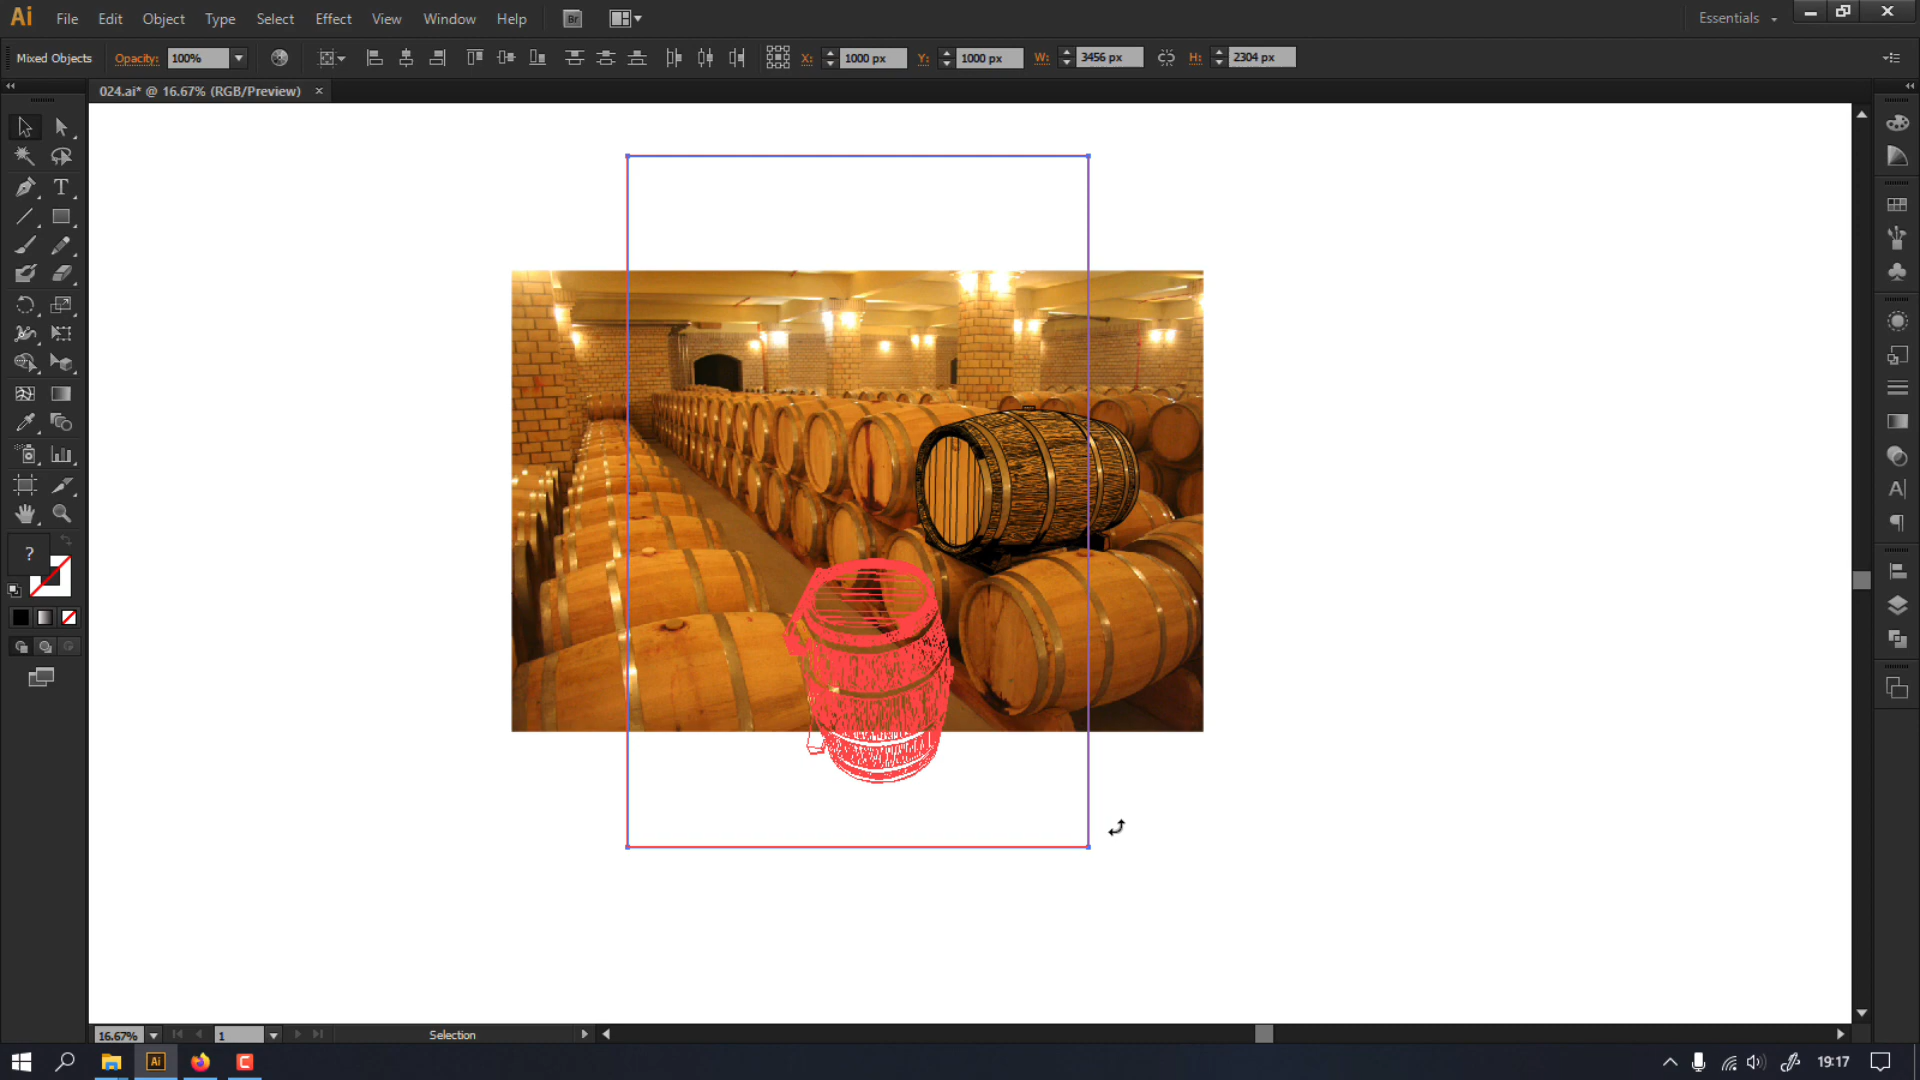 Ai File Edit Object Type Select Effect View Window Help Br Essentials
Mixed Objects Opacity: 100% X: 1000 px Y: 1000 px W: 3456 px H: 2304 px
024.ai* @ 16.67% (RGB/Preview)
T
?
A
16.67% 1 Selection
Ai C 19:17